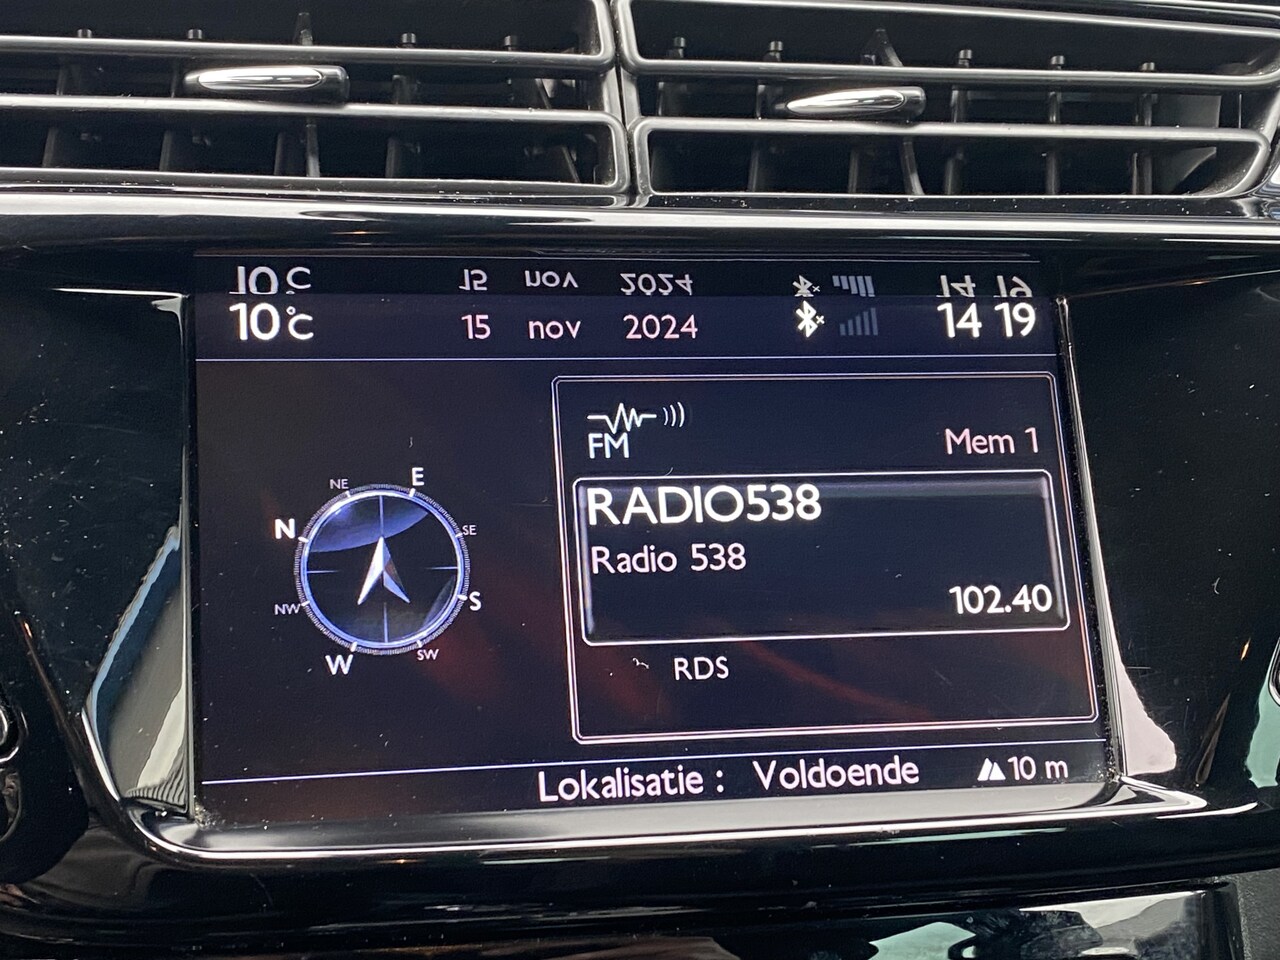 10°C 15 nov 2024 14 19
FM
Mem 1
RADIO538
Radio 538
102.40
RDS
NE E
N SE
NW S
W SW
Lokalisatie : Voldoende 10 m